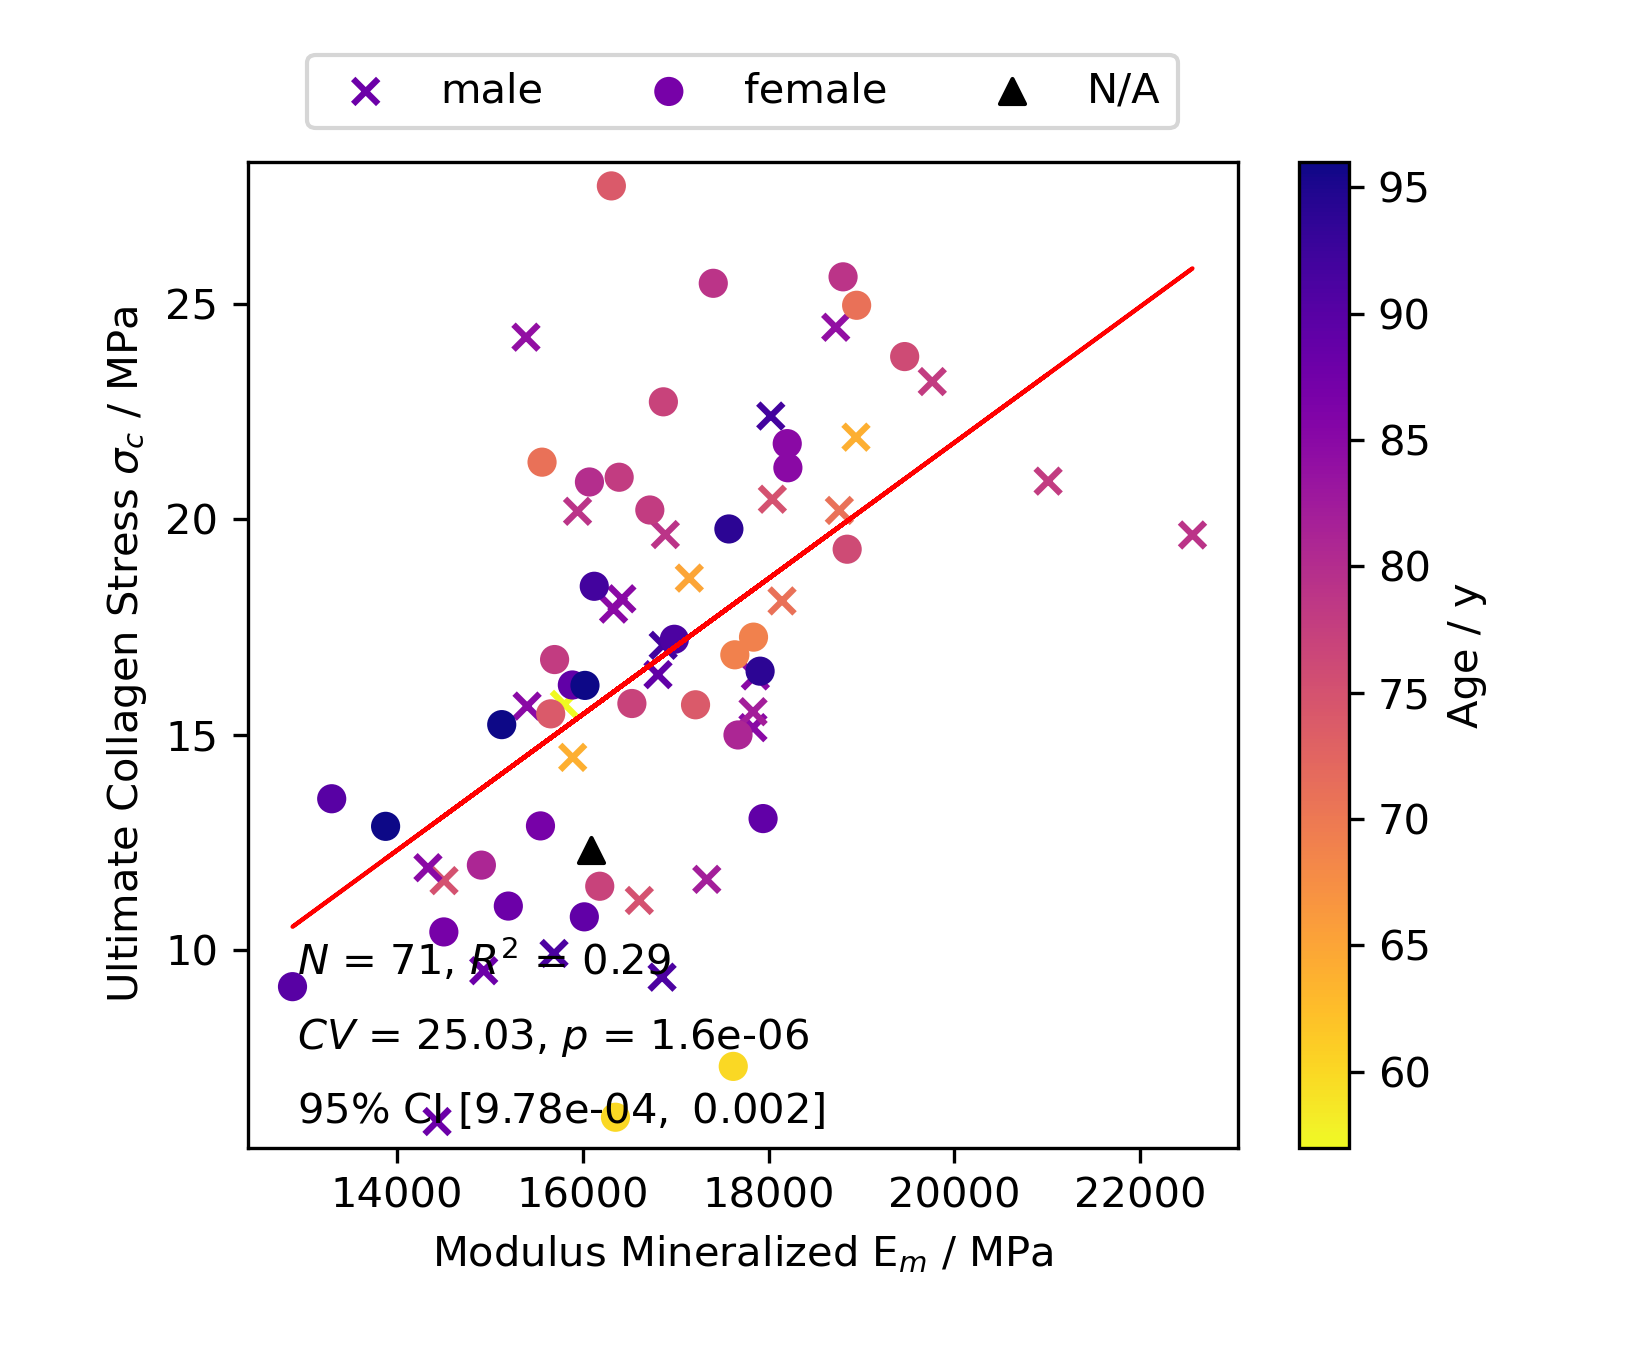 male female N/A
25
20
15
10
Ultimate Collagen Stress σc / MPa
N = 71, R² = 0.29
CV = 25.03, p = 1.6e-06
95% CI [9.78e-04, 0.002]
14000 16000 18000 20000 22000
Modulus Mineralized Em / MPa
95
90
85
80
75
70
65
60
Age / y